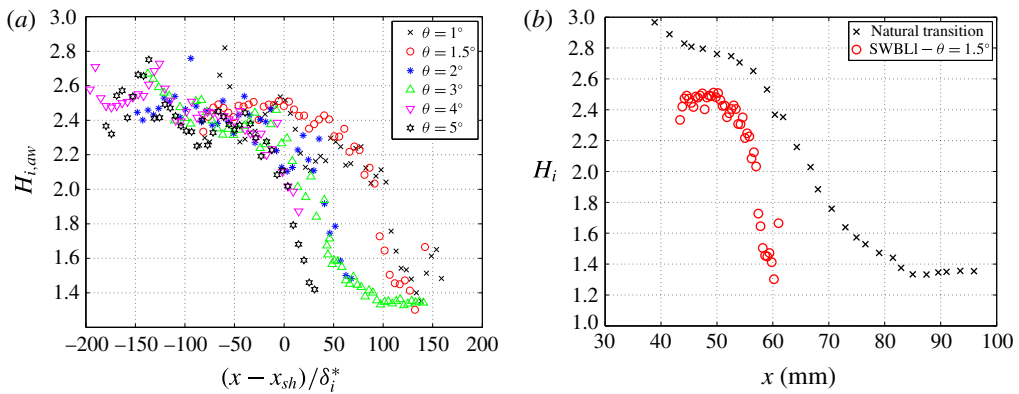 (a)
3.0
2.8
2.6
2.4
2.2
2.0
1.8
1.6
1.4
H_{i,aw}
θ = 1°
θ = 1.5°
θ = 2°
θ = 3°
θ = 4°
θ = 5°
−200 −150 −100 −50 0 50 100 150 200
(x − x_{sh})/δ_i^*
(b)
3.0
2.8
2.6
2.4
2.2
2.0
1.8
1.6
1.4
1.2
1.0
H_i
Natural transition
SWBLI − θ = 1.5°
30 40 50 60 70 80 90 100
x (mm)